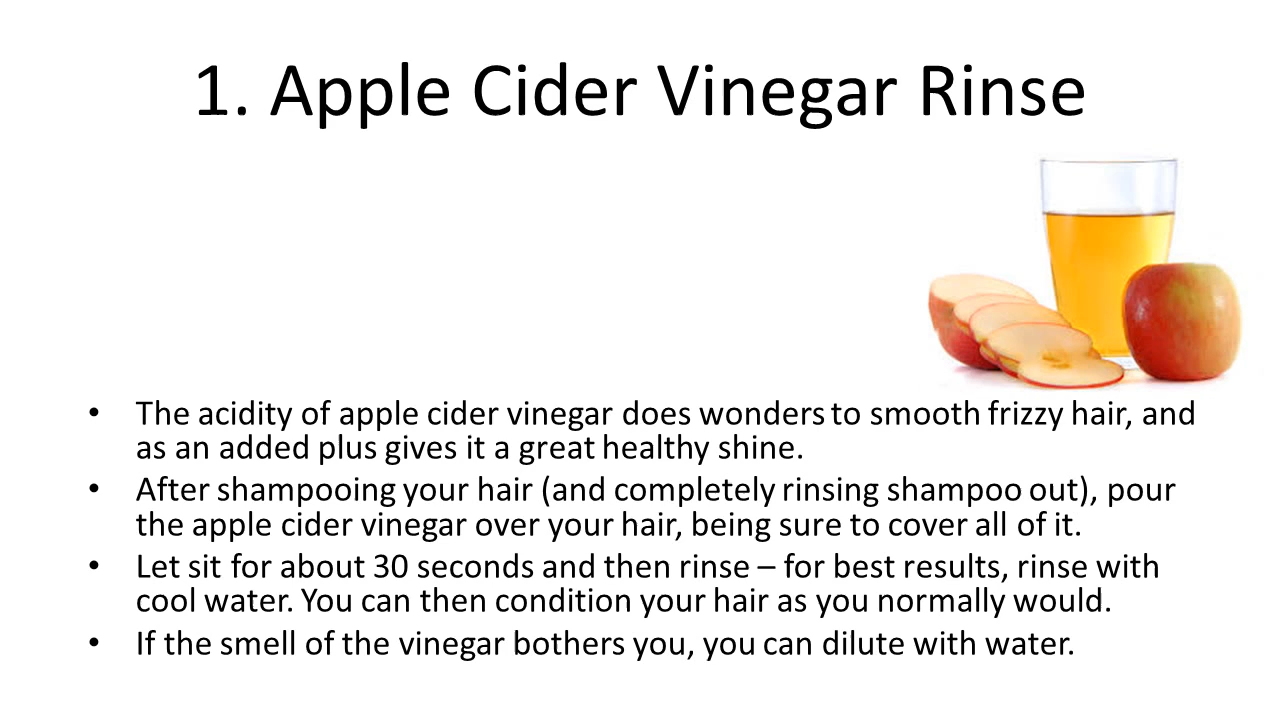 1. Apple Cider Vinegar Rinse
• The acidity of apple cider vinegar does wonders to smooth frizzy hair, and
as an added plus gives it a great healthy shine.
• After shampooing your hair (and completely rinsing shampoo out), pour
the apple cider vinegar over your hair, being sure to cover all of it.
• Let sit for about 30 seconds and then rinse – for best results, rinse with
cool water. You can then condition your hair as you normally would.
• If the smell of the vinegar bothers you, you can dilute with water.